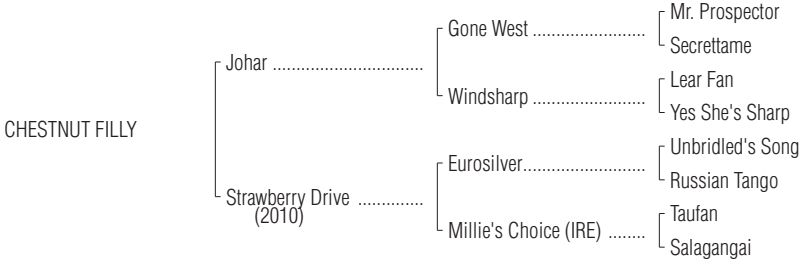 Mr. Prospector
Gone West ........................
Secrettame
Johar ................................
Lear Fan
Windsharp ........................
Yes She's Sharp
CHESTNUT FILLY
Unbridled's Song
Eurosilver..........................
Russian Tango
Strawberry Drive ..............
(2010)
Taufan
Millie's Choice (IRE) ........
Salagangai